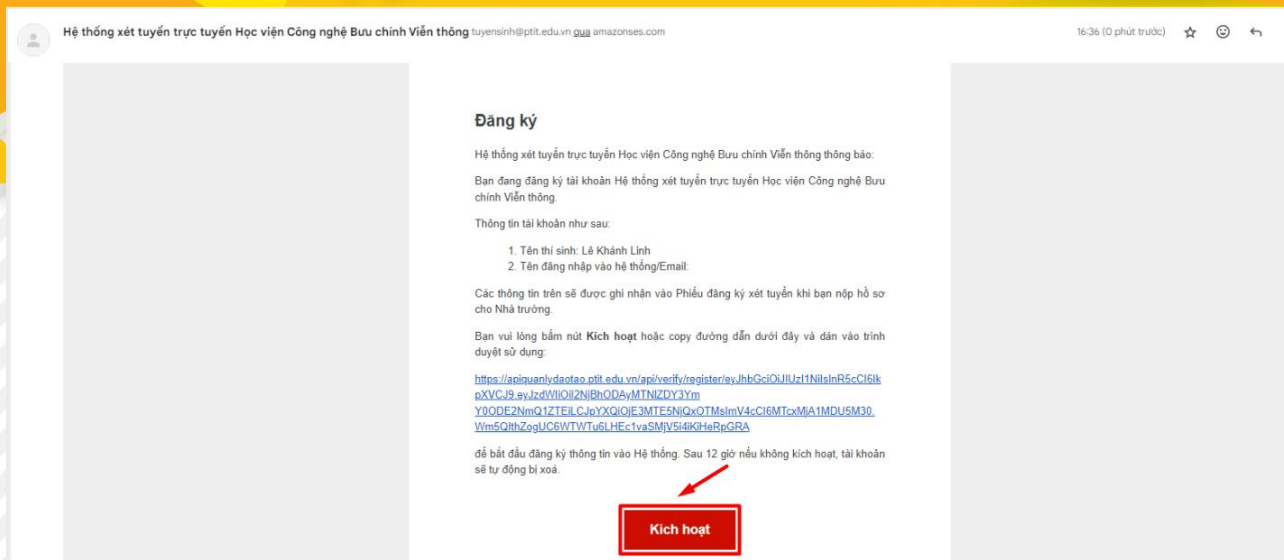 Hệ thống xét tuyển trực tuyến Học viện Công nghệ Bưu chính Viễn thông tuyensinh@ptit.edu.vn qua amazonses.com
16:36 (0 phút trước)
Đăng ký
Hệ thống xét tuyển trực tuyến Học viện Công nghệ Bưu chính Viễn thông thông báo:
Bạn đang đăng ký tài khoản Hệ thống xét tuyển trực tuyến Học viện Công nghệ Bưu
chính Viễn thông.
Thông tin tài khoản như sau:
1. Tên thí sinh: Lê Khánh Linh
2. Tên đăng nhập vào hệ thống/Email:
Các thông tin trên sẽ được ghi nhận vào Phiếu đăng ký xét tuyển khi bạn nộp hồ sơ
cho Nhà trường.
Bạn vui lòng bấm nút Kích hoạt hoặc copy đường dẫn dưới đây và dán vào trình
duyệt sử dụng:
https://apiquanlydaotao.ptit.edu.vn/api/verify/register/eyJhbGciOiJIUzI1NiIsInR5cCI6Ik
pXVCJ9.eyJzdWIiOiI2NjBhODAyMTNlZDY3Ym
Y0ODE2NmQ1ZTEiLCJpYXQiOjE3MTE5NjQxOTMsImV4cCI6MTcxMjA1MDU5M30.
Wm5QIthZogUC6WTWTu6LHEc1vaSMjV5i4iKiHeRpGRA
để bắt đầu đăng ký thông tin vào Hệ thống. Sau 12 giờ nếu không kích hoạt, tài khoản
sẽ tự động bị xoá.
Kích hoạt